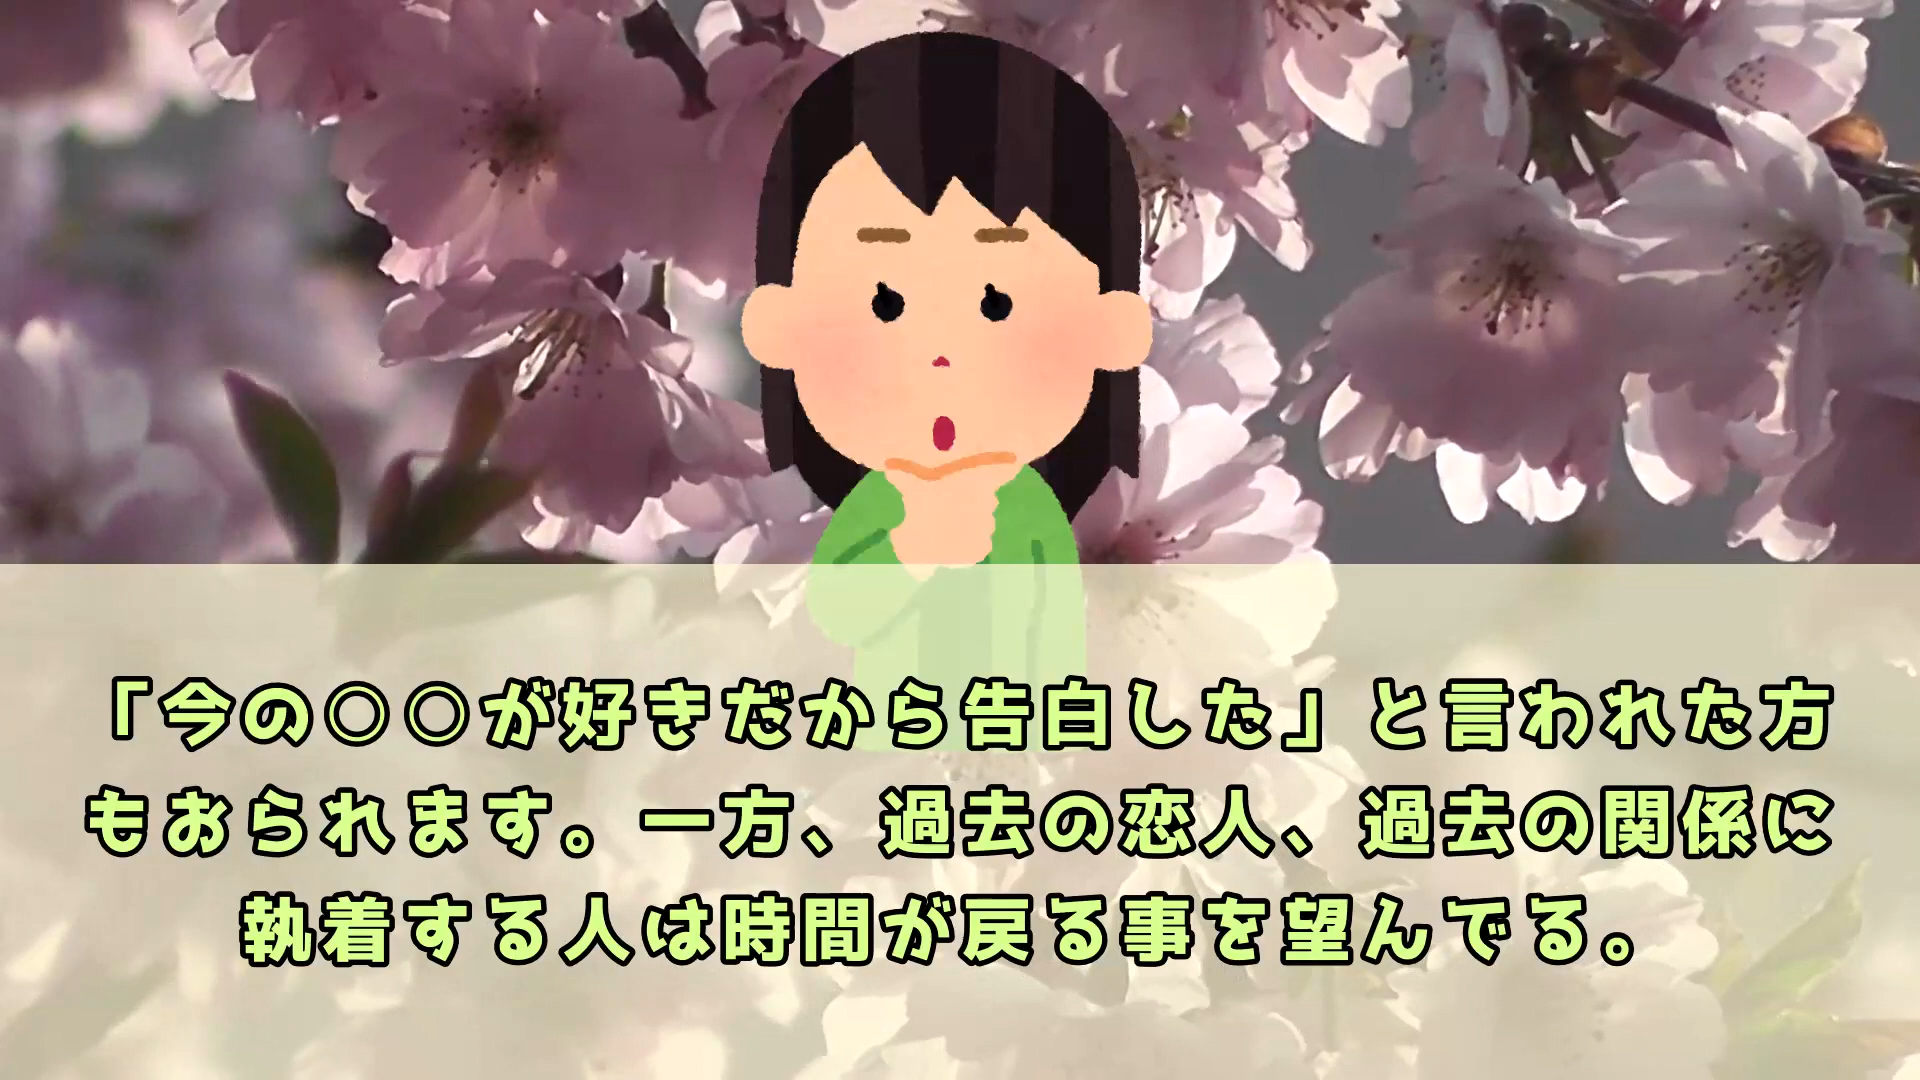 「今の○○が好きだから告白した」と言われた方
もおられます。一方、過去の恋人、過去の関係に
執着する人は時間が戻る事を望んでる。